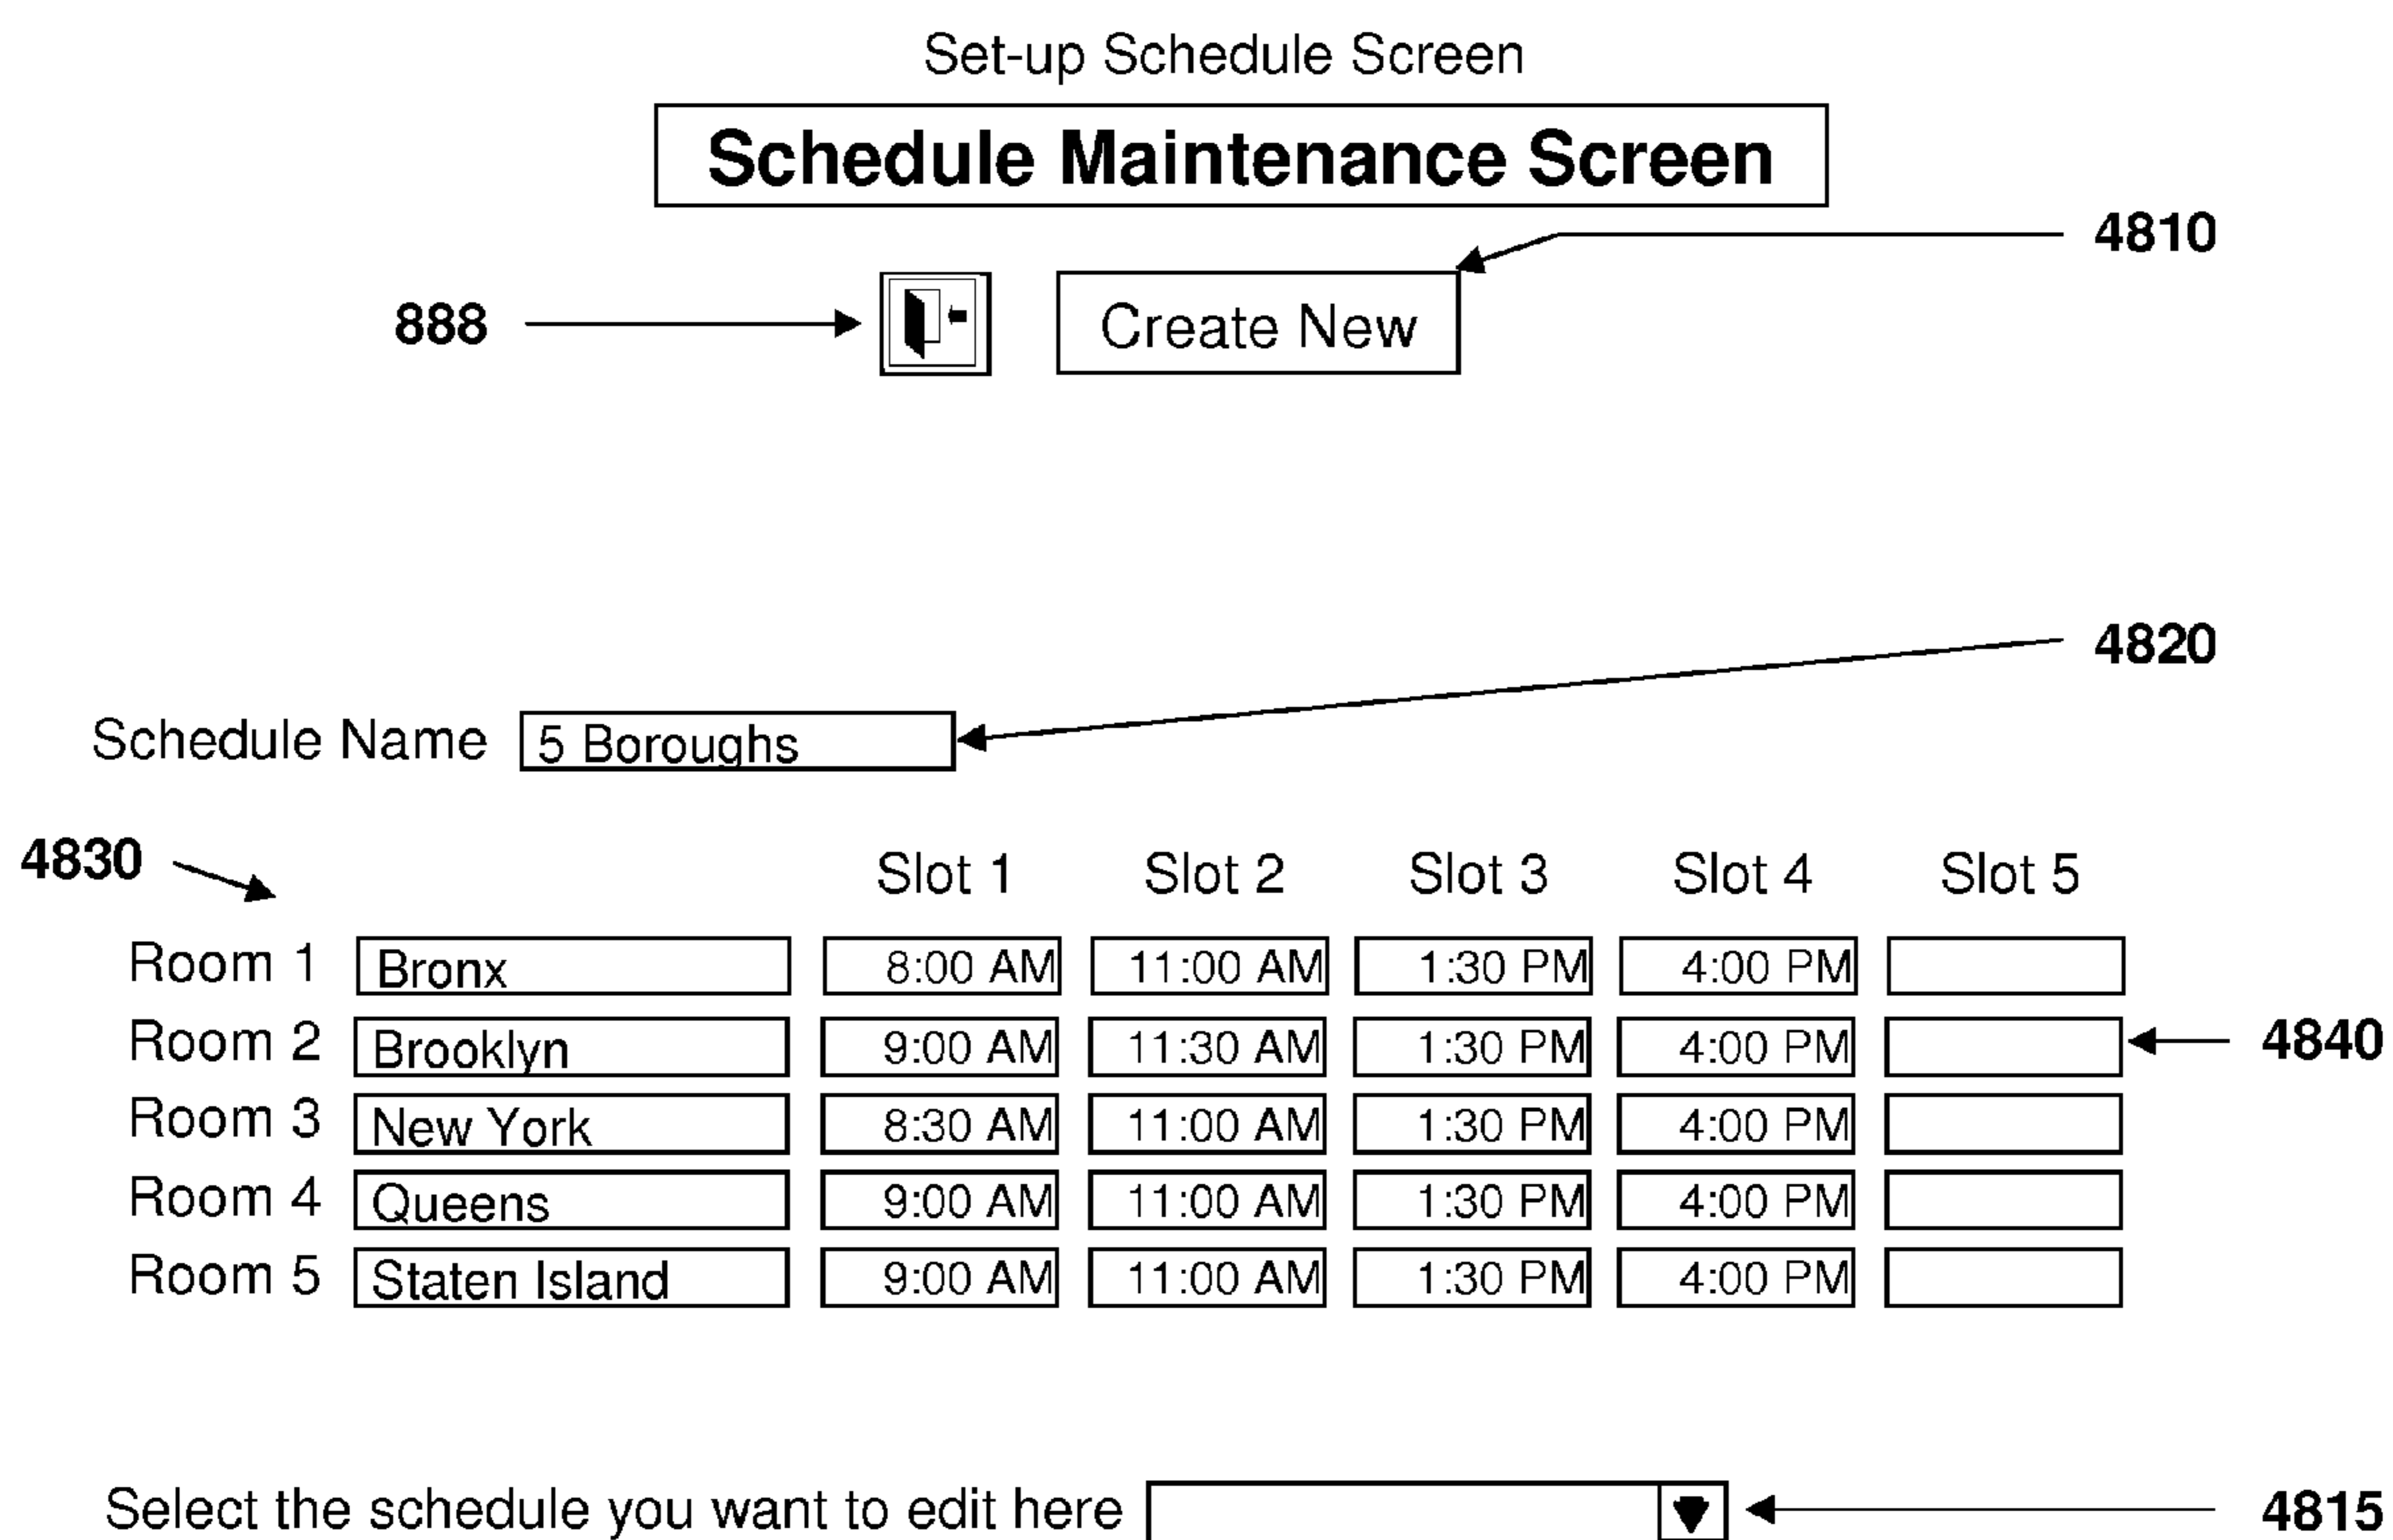 Set-up Schedule Screen
Schedule Maintenance Screen
4810
888
Create New
4820
Schedule Name 5 Boroughs
4830
Slot 1 Slot 2 Slot 3 Slot 4 Slot 5
Room 1 Bronx 8:00 AM 11:00 AM 1:30 PM 4:00 PM
Room 2 Brooklyn 9:00 AM 11:30 AM 1:30 PM 4:00 PM 4840
Room 3 New York 8:30 AM 11:00 AM 1:30 PM 4:00 PM
Room 4 Queens 9:00 AM 11:00 AM 1:30 PM 4:00 PM
Room 5 Staten Island 9:00 AM 11:00 AM 1:30 PM 4:00 PM
Select the schedule you want to edit here 4815